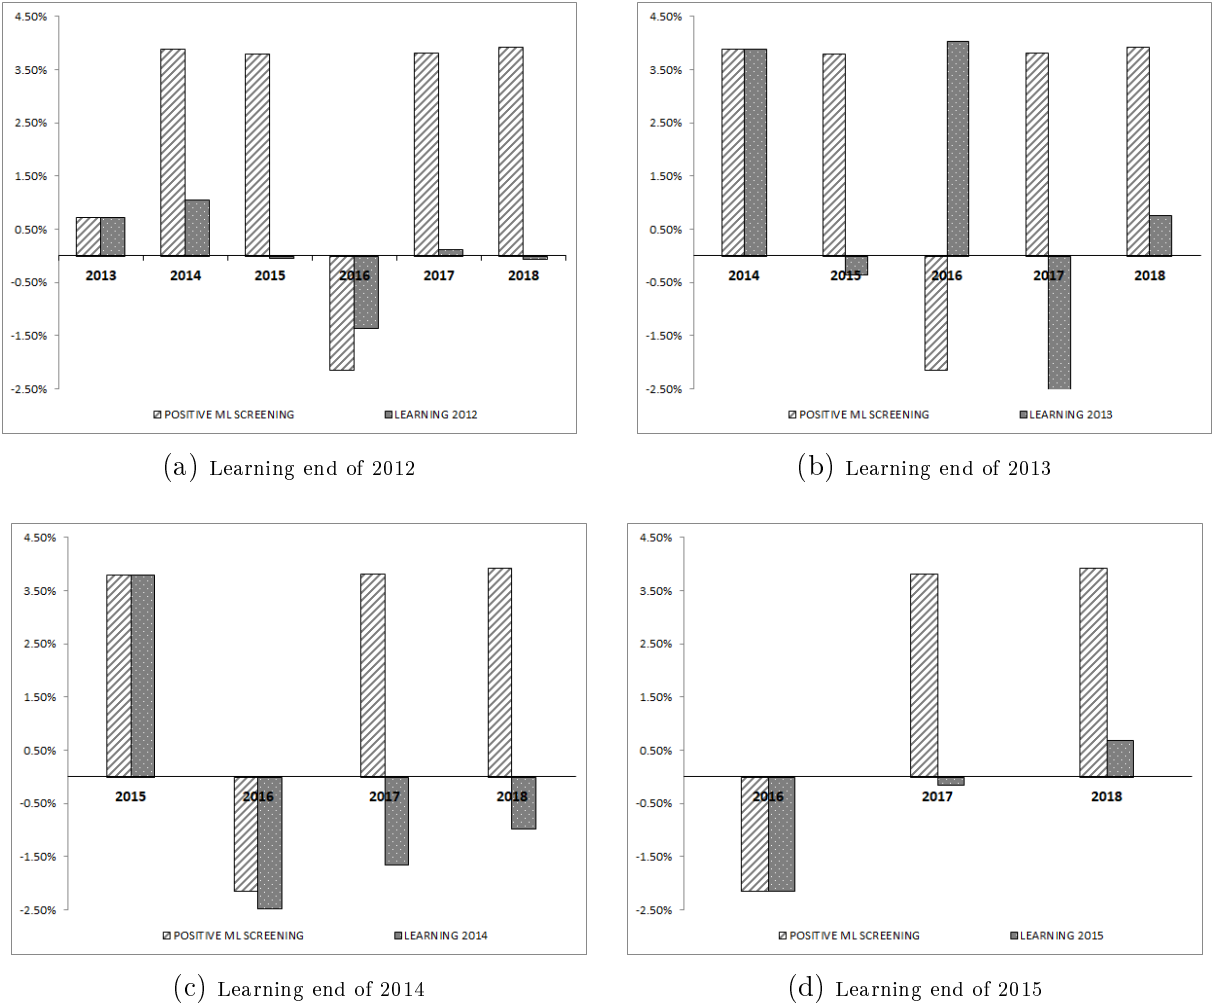 4.50%
3.50%
2.50%
1.50%
0.50%
-0.50%
-1.50%
-2.50%
2013 2014 2015 2016 2017 2018
POSITIVE ML SCREENING LEARNING 2012
(a) Learning end of 2012
4.50%
3.50%
2.50%
1.50%
0.50%
-0.50%
-1.50%
-2.50%
2014 2015 2016 2017 2018
POSITIVE ML SCREENING LEARNING 2013
(b) Learning end of 2013
4.50%
3.50%
2.50%
1.50%
0.50%
-0.50%
-1.50%
-2.50%
2015 2016 2017 2018
POSITIVE ML SCREENING LEARNING 2014
(c) Learning end of 2014
4.50%
3.50%
2.50%
1.50%
0.50%
-0.50%
-1.50%
-2.50%
2016 2017 2018
POSITIVE ML SCREENING LEARNING 2015
(d) Learning end of 2015